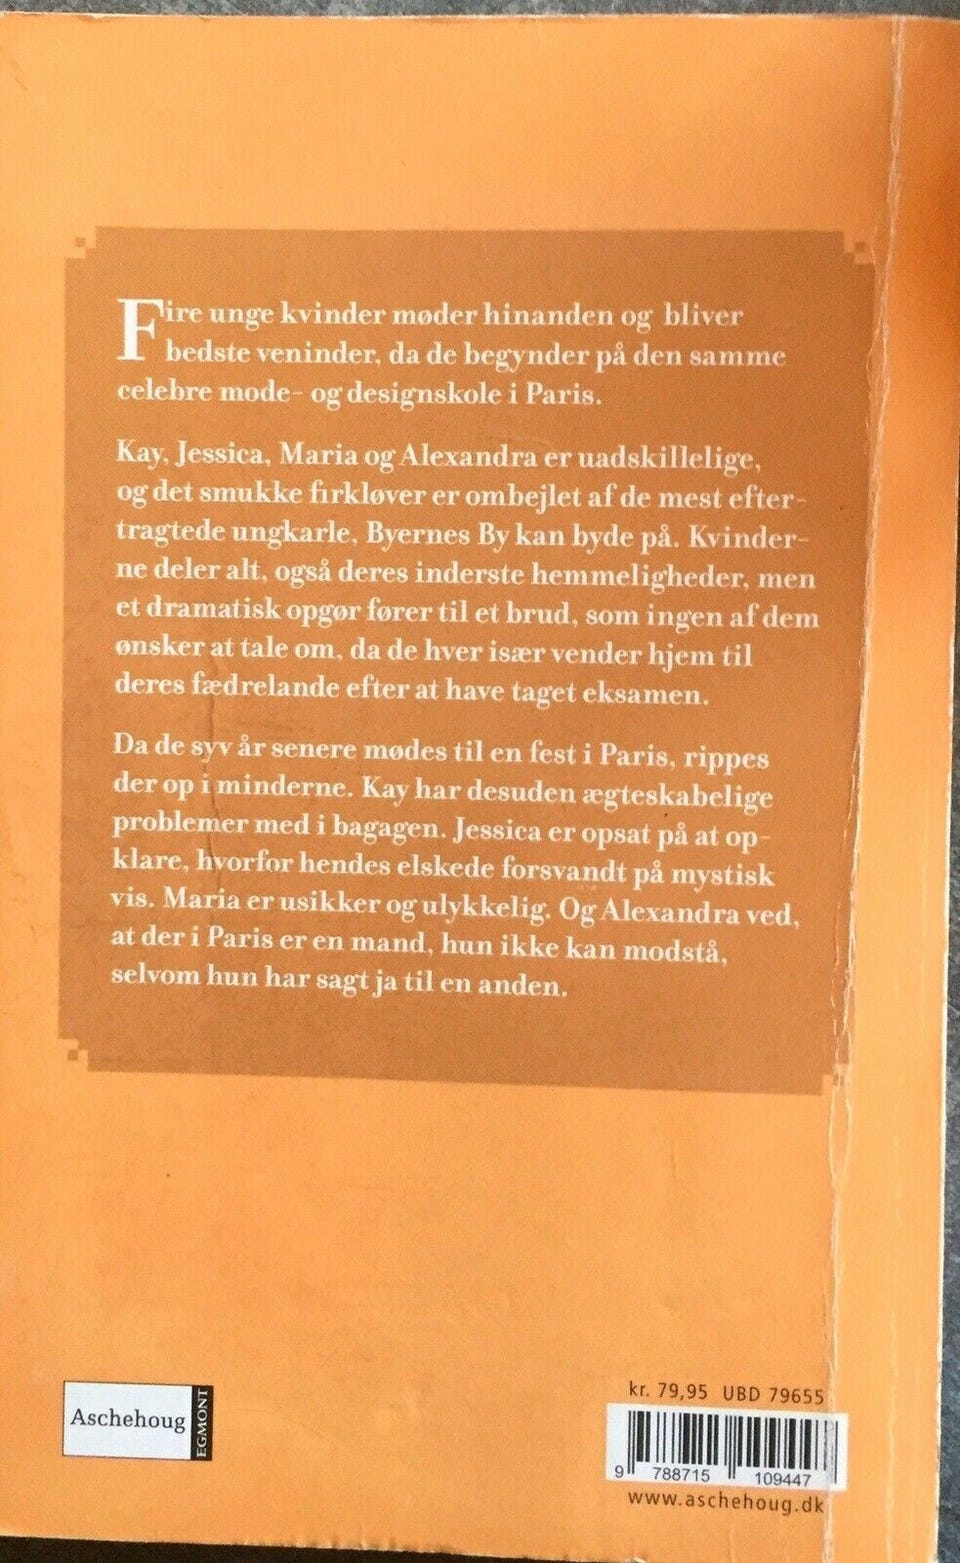 Fire unge kvinder møder hinanden og bliver
bedste veninder, da de begynder på den samme
celebre mode- og designskole i Paris.
Kay, Jessica, Maria og Alexandra er uadskillelige,
og det smukke firkløver er ombejlet af de mest efter-
tragtede ungkarle, Byernes By kan byde på. Kvinder-
ne deler alt, også deres inderste hemmeligheder, men
et dramatisk opgør fører til et brud, som ingen af dem
ønsker at tale om, da de hver især vender hjem til
deres fædrelande efter at have taget eksamen.
Da de syv år senere mødes til en fest i Paris, rippes
der op i minderne. Kay har desuden ægteskabelige
problemer med i bagagen. Jessica er opsat på at op-
klare, hvorfor hendes elskede forsvandt på mystisk
vis. Maria er usikker og ulykkelig. Og Alexandra ved,
at der i Paris er en mand, hun ikke kan modstå,
selvom hun har sagt ja til en anden.
Aschehoug
EGMONT
kr. 79,95 UBD 79655
9 788715 109447
www.aschehoug.dk